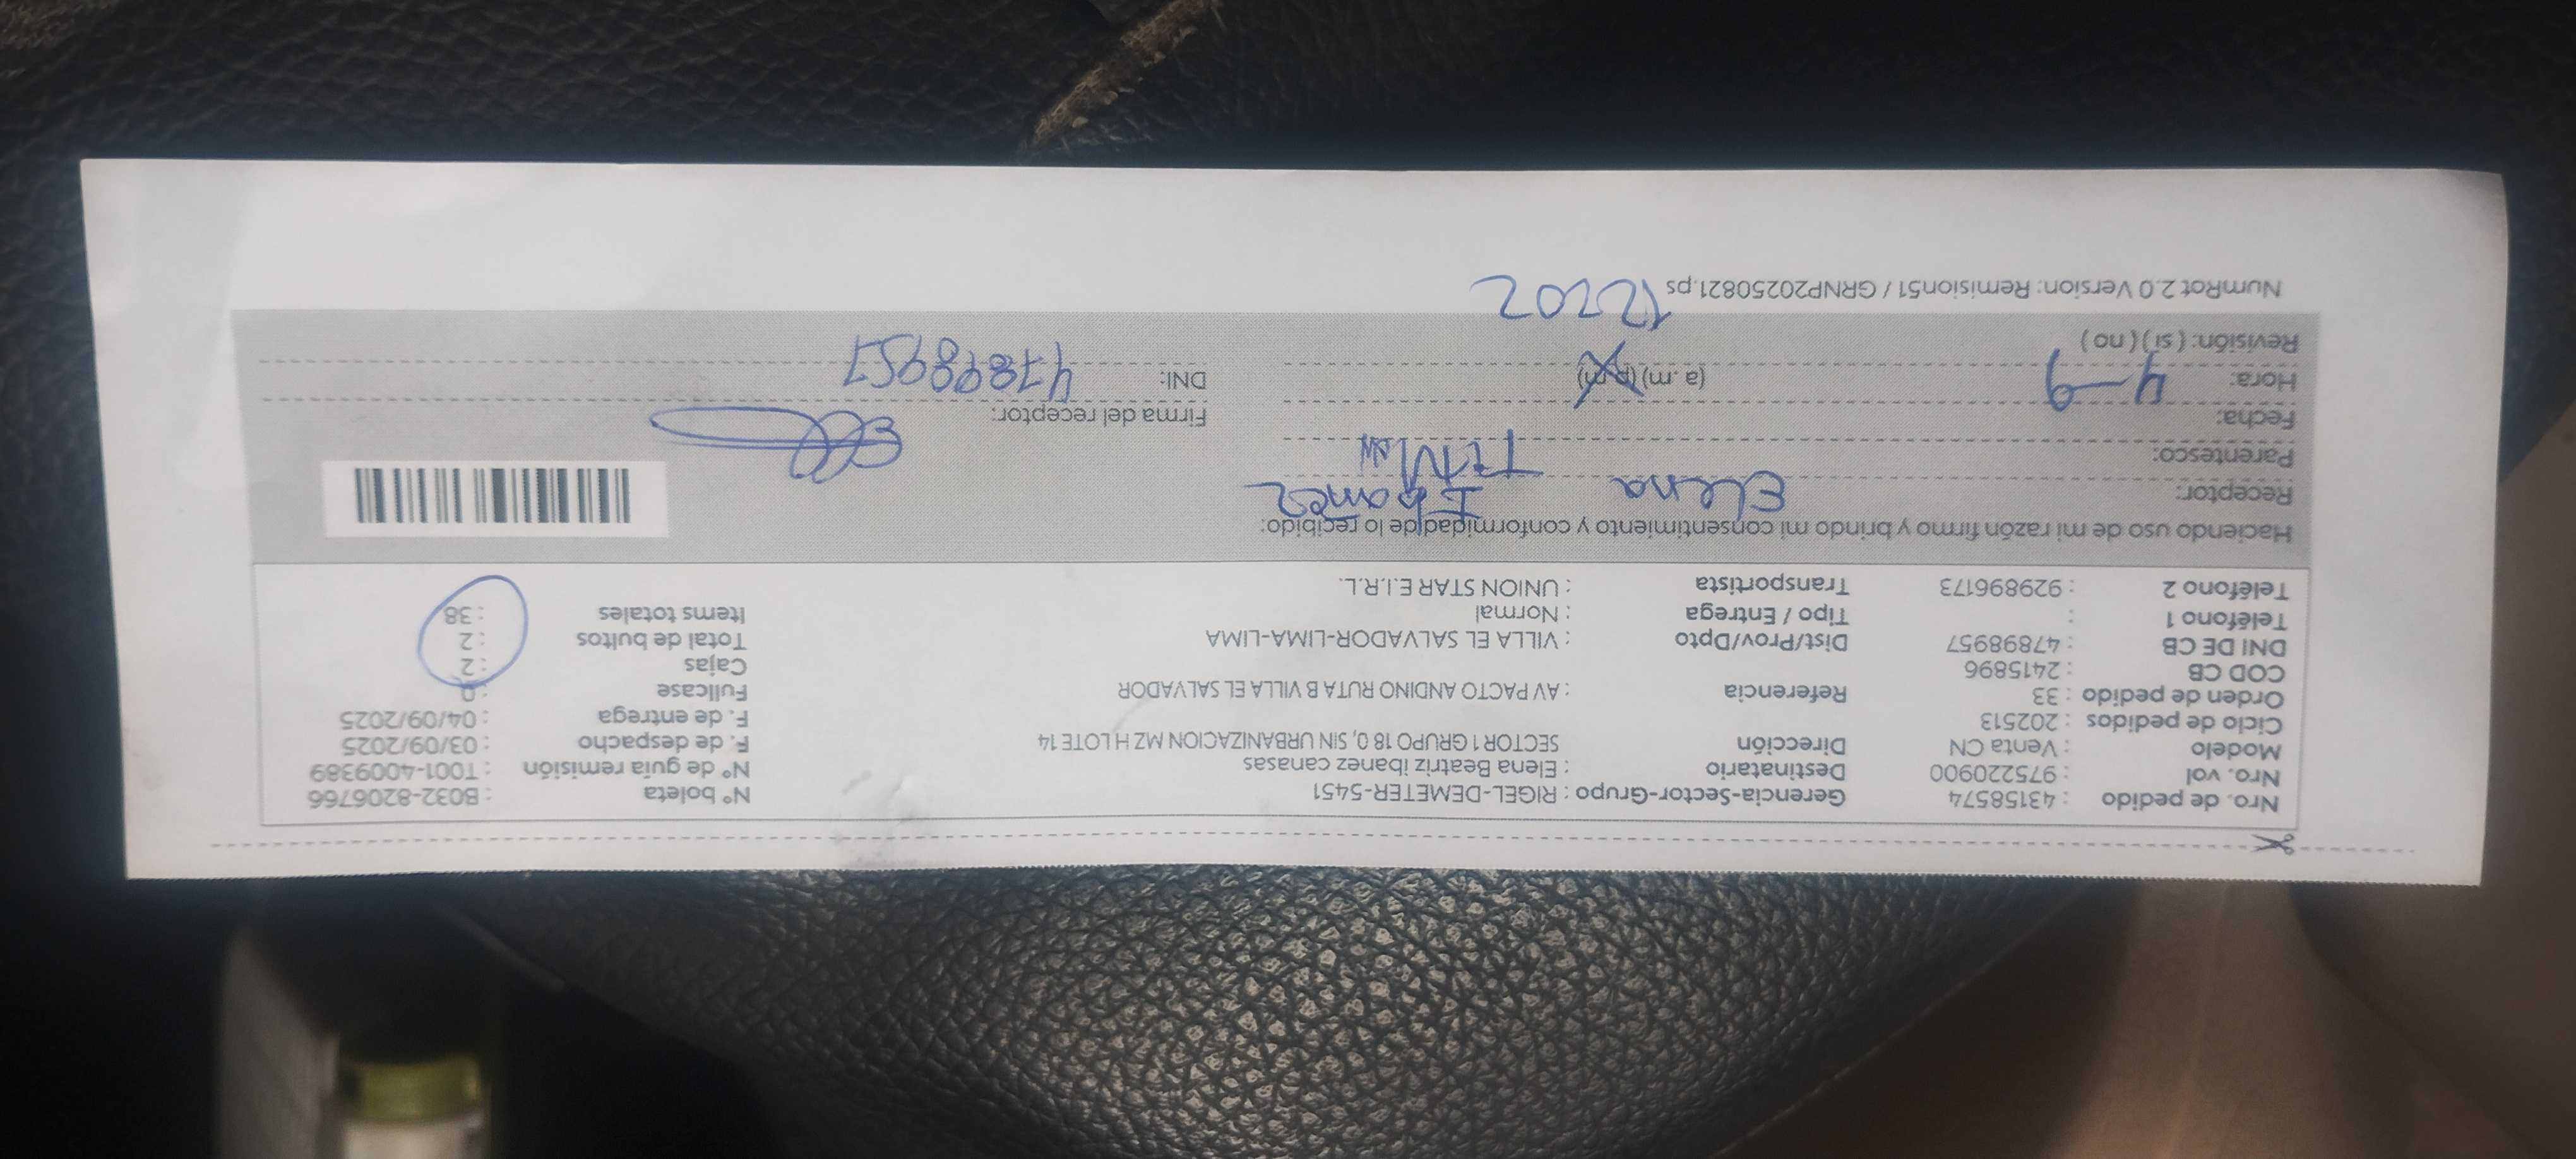 Nro. de pedido : 43158574 Gerencia-Sector-Grupo : RIGEL-DEMETER-5451 N° boleta : B032-8206766
Nro. vol : 975220900 Destinatario : Elena Beatriz ibanez canasas N° de guía remisión : T001-4009389
Modelo : Venta CN Dirección SECTOR 1 GRUPO 18 0, SIN URBANIZACION MZ H LOTE 14 F. de despacho : 03/09/2025
Ciclo de pedidos : 202513 F. de entrega : 04/09/2025
Orden de pedido : 33 Referencia : AV PACTO ANDINO RUTA B VILLA EL SALVADOR Fullcase : 0
COD CB : 2415896 Cajas : 2
DNI DE CB : 47898957 Dist/Prov/Dpto : VILLA EL SALVADOR-LIMA-LIMA Total de bultos : 2
Teléfono 1 : Tipo / Entrega : Normal Items totales : 38
Teléfono 2 : 929896173 Transportista : UNION STAR E.I.R.L.
Haciendo uso de mi razón firmo y brindo mi consentimiento y conformidad de lo recibido:
Receptor: Elena Ibañez
Parentesco:
Fecha: Firma del receptor:
Hora: 4-9 (a.m) (p.m) DNI: 47898957
Revisión: ( si ) ( no )
12202
NumRot 2.0 Version: Remision51 / GRNP20250821.ps